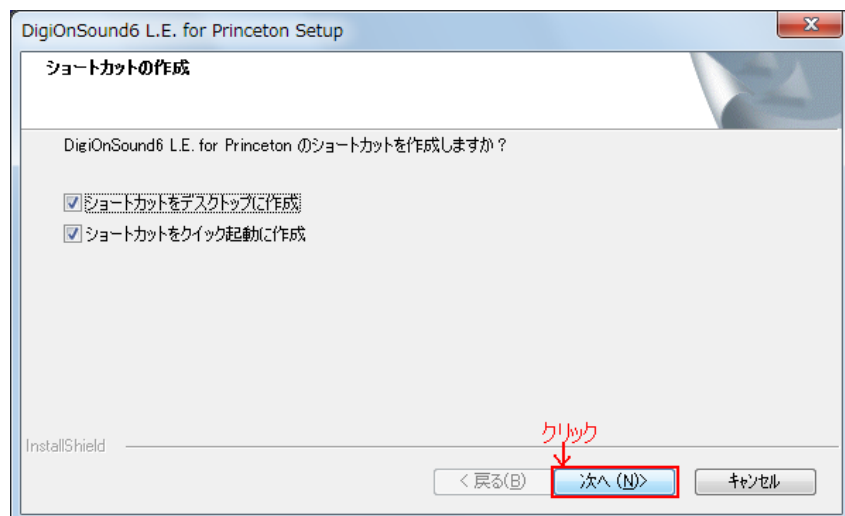 DigiOnSound6 L.E. for Princeton Setup
ショートカットの作成
DigiOnSound6 L.E. for Princeton のショートカットを作成しますか？
ショートカットをデスクトップに作成
ショートカットをクイック起動に作成
クリック
InstallShield
< 戻る(B) 次へ (N)> キャンセル